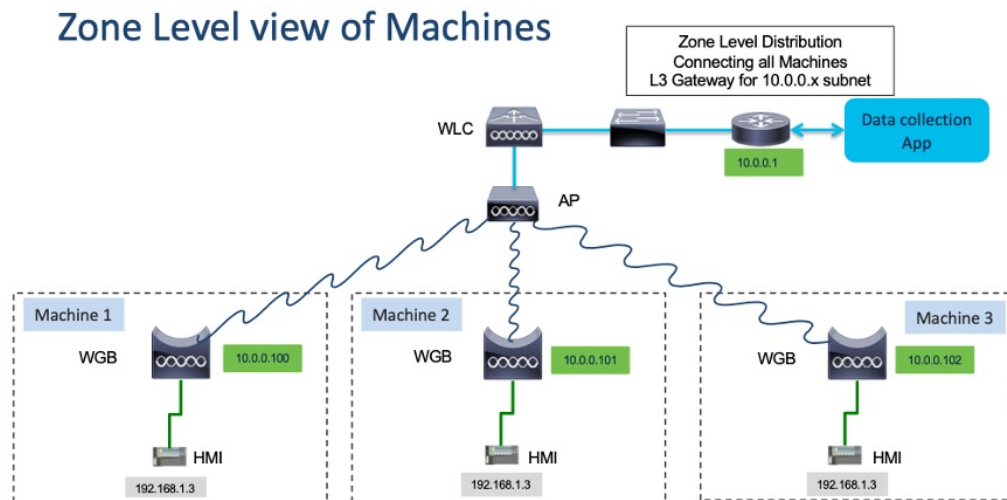 Zone Level view of Machines
Zone Level Distribution
Connecting all Machines
L3 Gateway for 10.0.0.x subnet
WLC
Data collection
App
10.0.0.1
AP
Machine 1
WGB
10.0.0.100
HMI
192.168.1.3
Machine 2
WGB
10.0.0.101
HMI
192.168.1.3
Machine 3
WGB
10.0.0.102
HMI
192.168.1.3